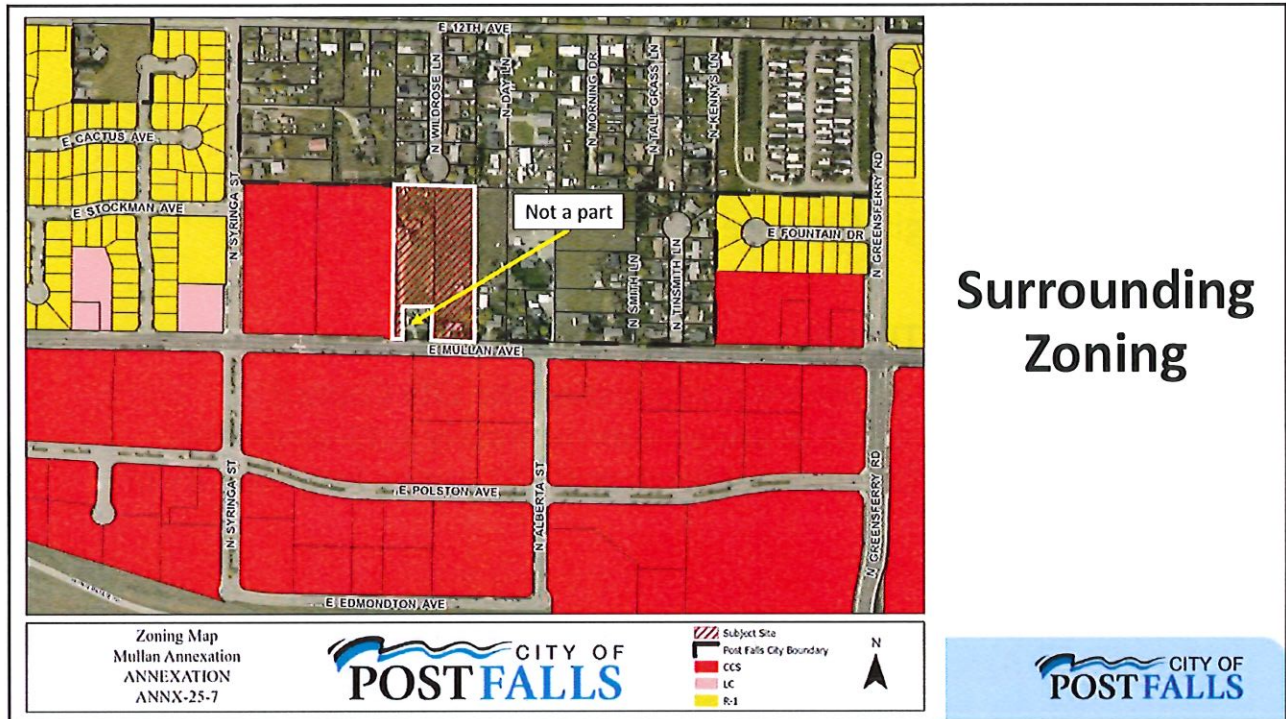 E 12TH AVE
N WILDROSE LN
N DAY LN
N MORNING DR
N TALL GRASS LN
N KENNYS LN
N GREENSFERRY RD
E CACTUS AVE
N SYRINGA ST
E STOCKMAN AVE
Not a part
E FOUNTAIN DR
N SMITH LN
N TINSMITH LN
E MULLAN AVE
Surrounding
Zoning
N SYRINGA ST
E POLSTON AVE
N ALBERTA ST
N GREENSFERRY RD
E EDMONDTON AVE
Zoning Map
Mullan Annexation
ANNEXATION
ANNX-25-7
CITY OF
POST FALLS
Subject Site
Post Falls City Boundary
CCS
LC
R-1
N
CITY OF
POST FALLS